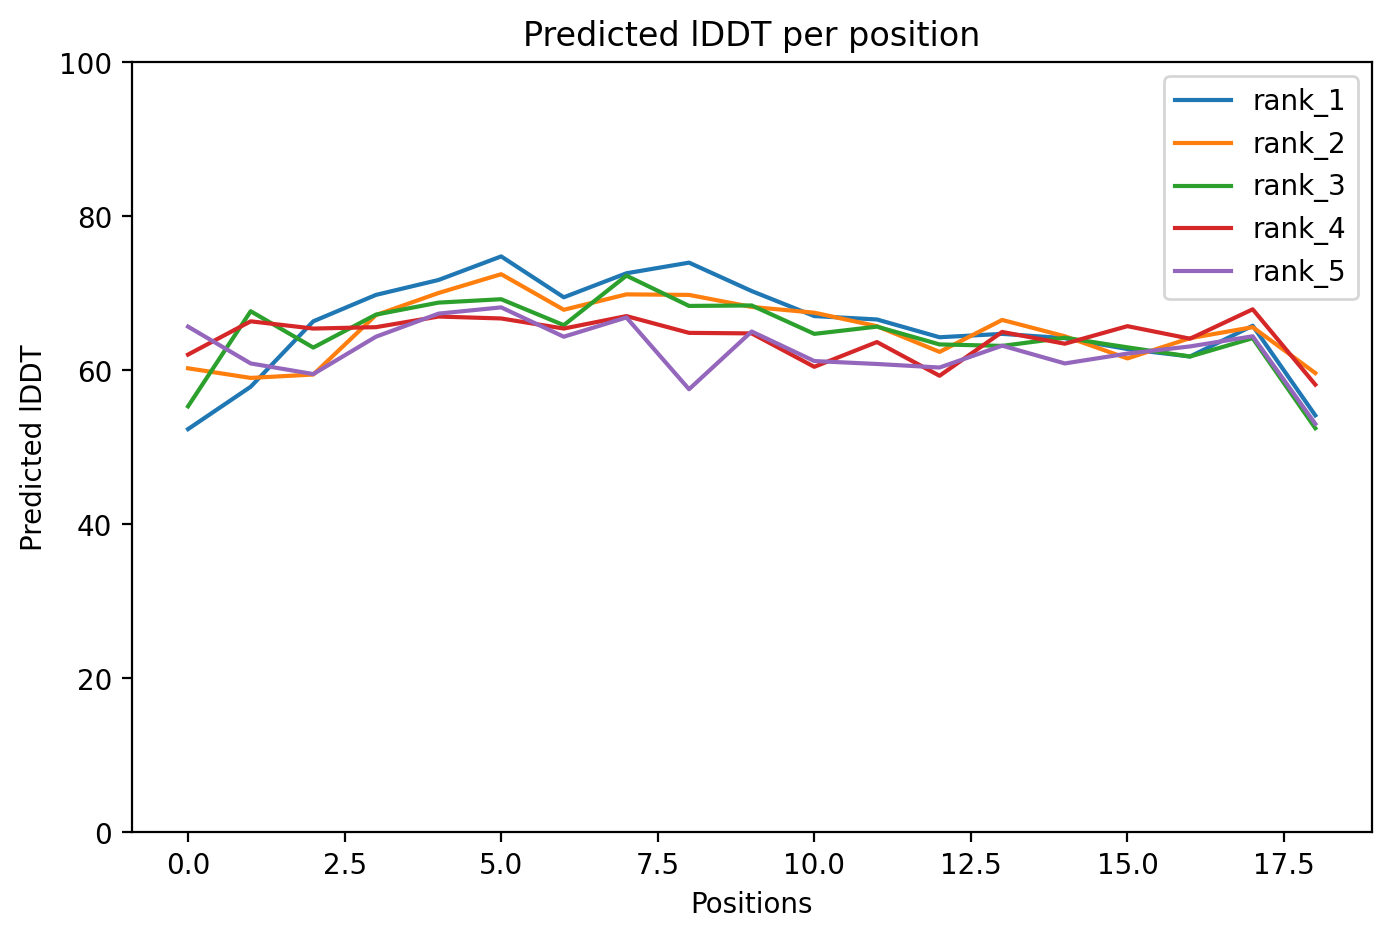 Predicted lDDT per position
100
80
60
40
20
0
Predicted lDDT
rank_1
rank_2
rank_3
rank_4
rank_5
0.0 2.5 5.0 7.5 10.0 12.5 15.0 17.5
Positions